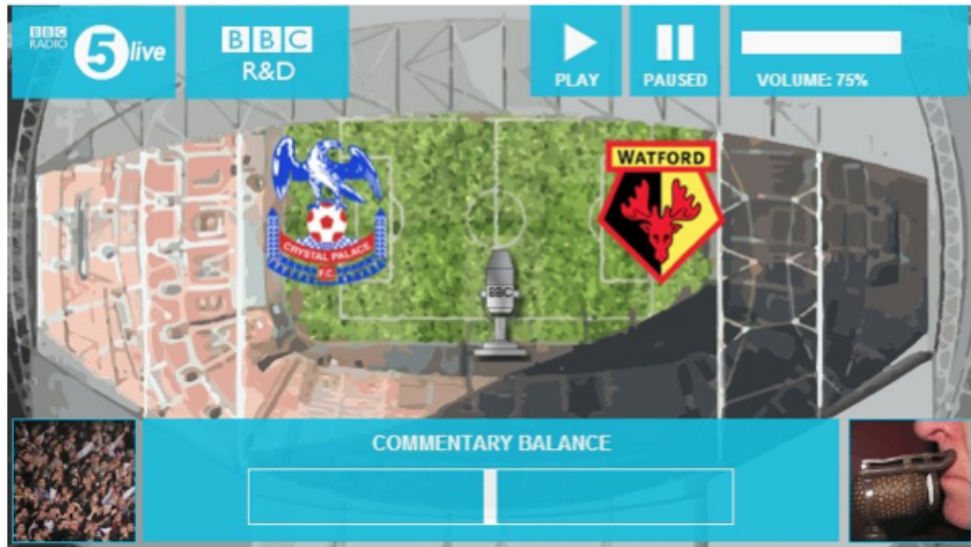 BBC
RADIO
5 live
BBC
R&D
PLAY
PAUSED
VOLUME: 75%
WATFORD
CRYSTAL PALACE
F.C.
BBC
COMMENTARY BALANCE